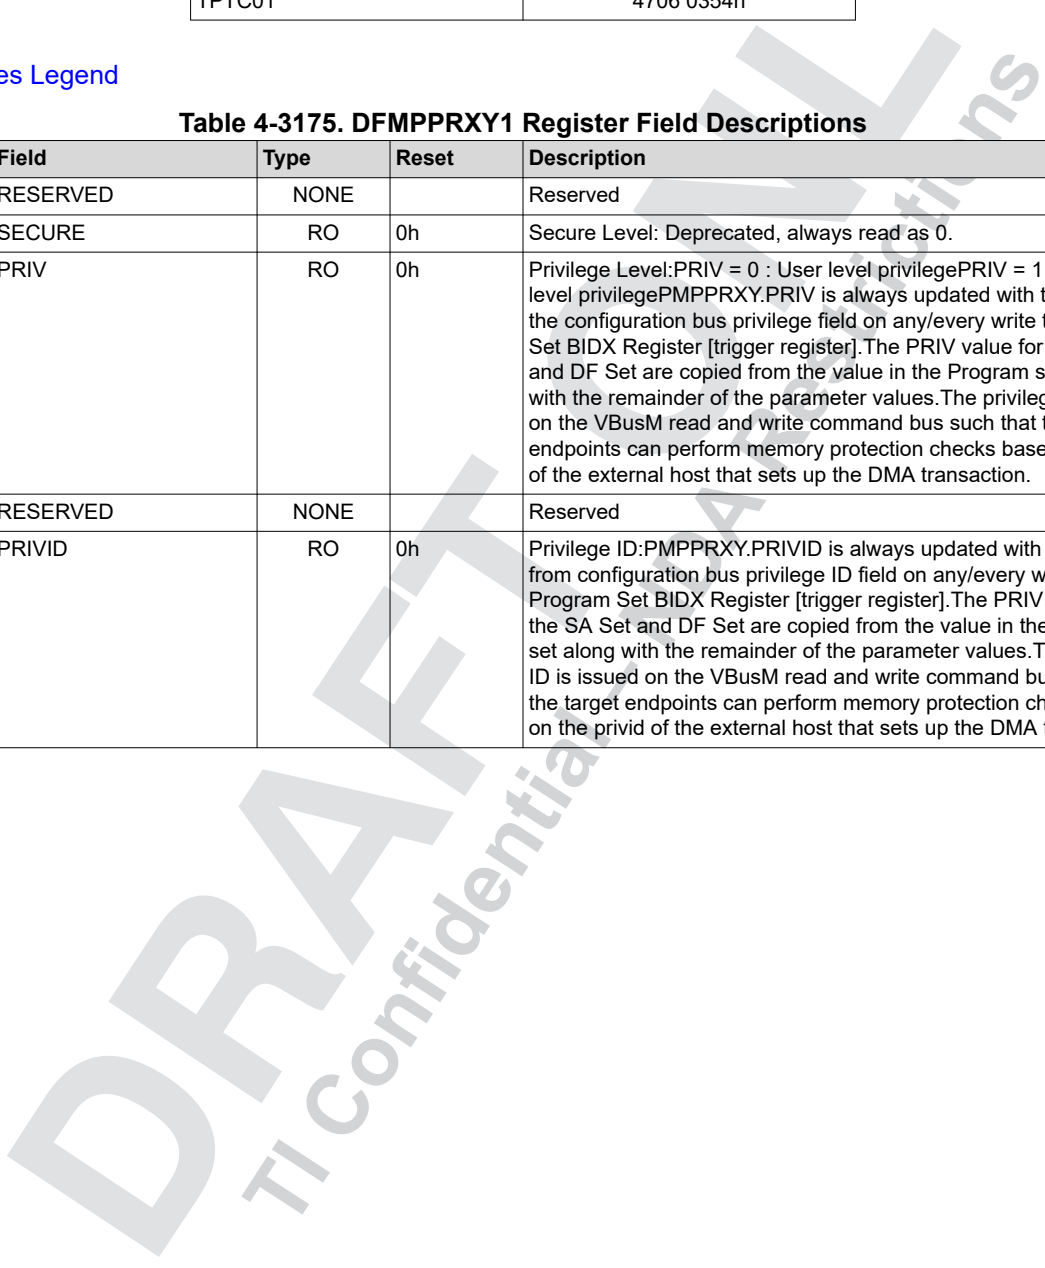 TPTC01 4706 0354h
es Legend
Table 4-3175. DFMPPRXY1 Register Field Descriptions
Field Type Reset Description
RESERVED NONE Reserved
SECURE RO 0h Secure Level: Deprecated, always read as 0.
PRIV RO 0h Privilege Level:PRIV = 0 : User level privilegePRIV = 1
level privilegePMPPRXY.PRIV is always updated with
the configuration bus privilege field on any/every write
Set BIDX Register [trigger register].The PRIV value for
and DF Set are copied from the value in the Program
with the remainder of the parameter values.The
on the VBusM read and write command bus such that
endpoints can perform memory protection checks
of the external host that sets up the DMA transaction.
RESERVED NONE Reserved
PRIVID RO 0h Privilege ID:PMPPRXY.PRIVID is always updated with
from configuration bus privilege ID field on any/every
Program Set BIDX Register [trigger register].The PRIV
the SA Set and DF Set are copied from the value in the
set along with the remainder of the parameter values.
ID is issued on the VBusM read and write command
the target endpoints can perform memory protection
on the privid of the external host that sets up the DMA
DRAFT ONL
TI Confidential – NDA Restrictions